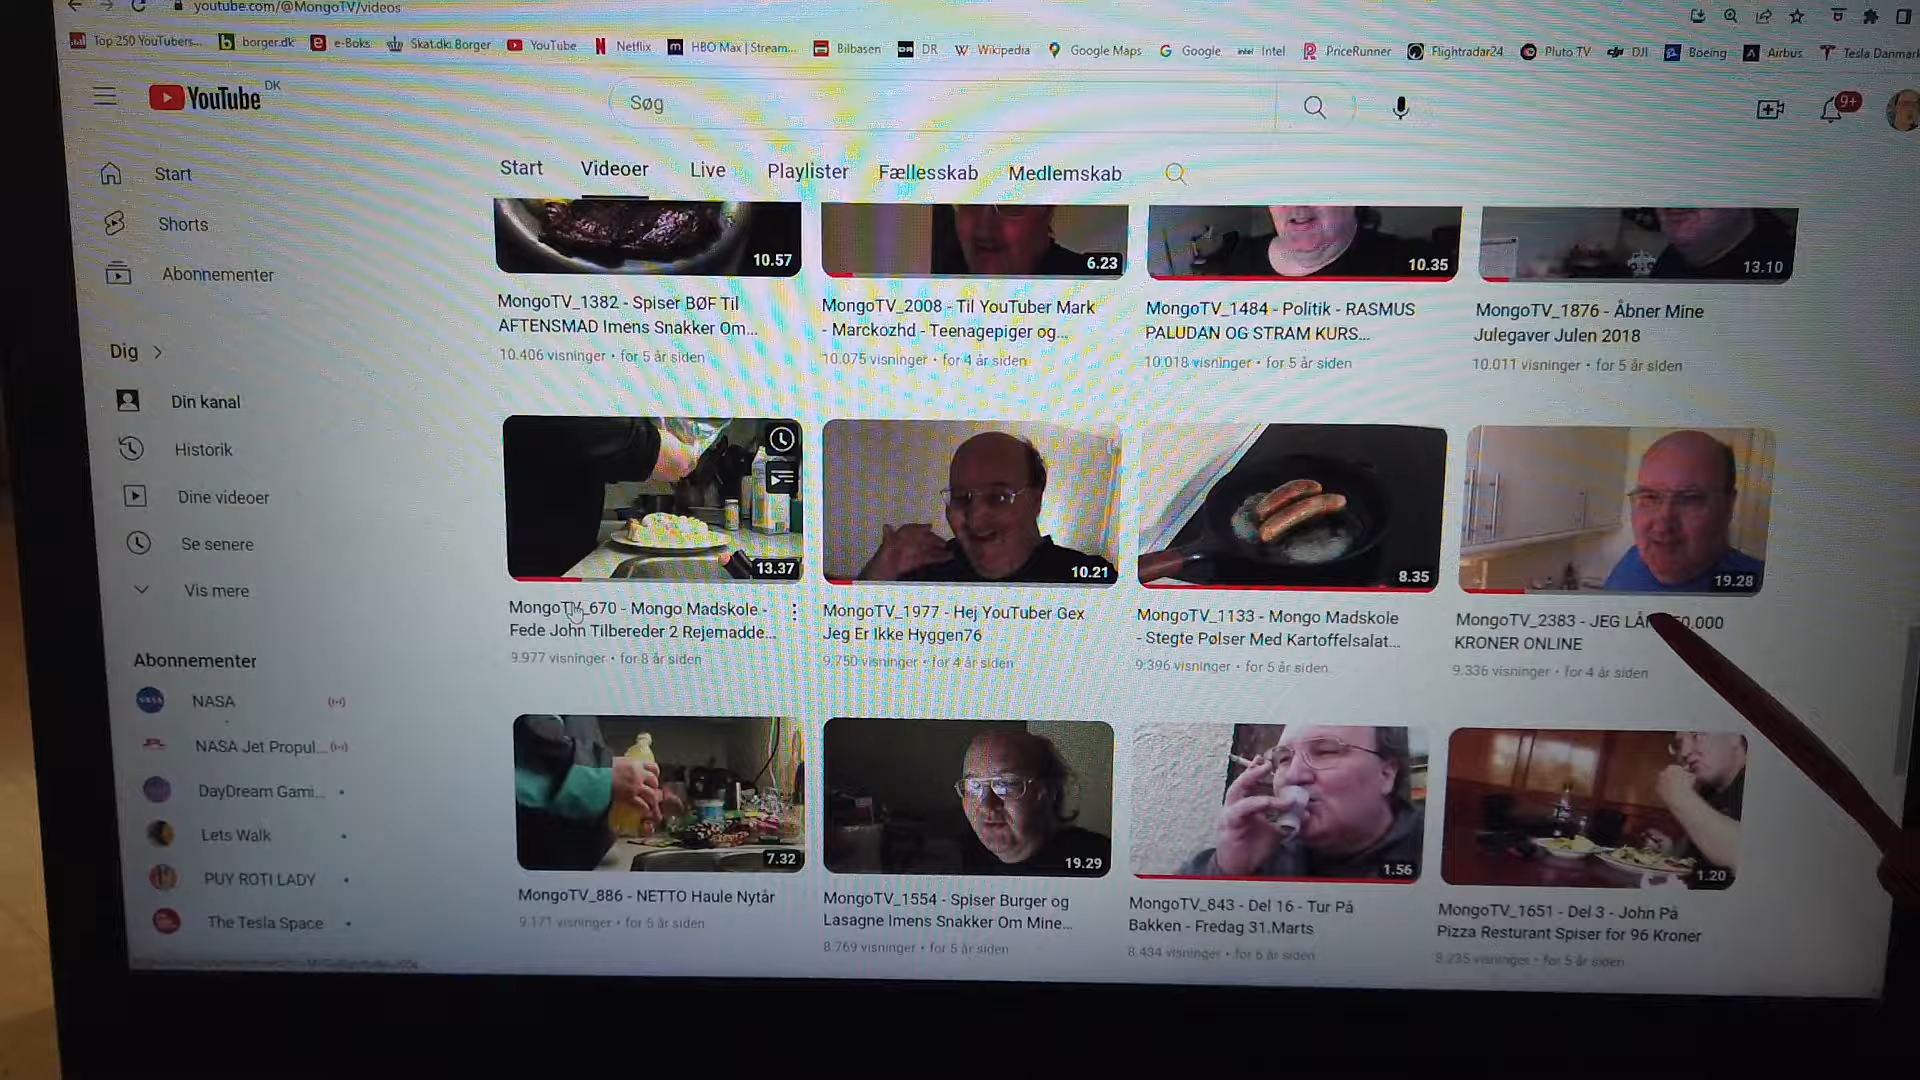 youtube.com/@MongoTV/videos
Top 250 YouTubers...
borger.dk
e-Boks
Skat.dk: Borger
YouTube
Netflix
HBO Max | Stream...
Bilbasen
DR
Wikipedia
Google Maps
Google
Intel
PriceRunner
Flightradar24
Pluto TV
DJI
Boeing
Airbus
Tesla Danmark
YouTube DK
Søg
9+
Start
Videoer
Live
Playlister
Fællesskab
Medlemskab
Start
Shorts
Abonnementer
Dig
Din kanal
Historik
Dine videoer
Se senere
Vis mere
Abonnementer
NASA
NASA Jet Propul...
DayDream Gami...
Lets Walk
PUY ROTI LADY
The Tesla Space
10.57
MongoTV_1382 - Spiser BØF Til
AFTENSMAD Imens Snakker Om...
10.406 visninger • for 5 år siden
6.23
MongoTV_2008 - Til YouTuber Mark
- Marckozhd - Teenagepiger og...
10.075 visninger • for 4 år siden
10.35
MongoTV_1484 - Politik - RASMUS
PALUDAN OG STRAM KURS...
10.018 visninger • for 5 år siden
13.10
MongoTV_1876 - Åbner Mine
Julegaver Julen 2018
10.011 visninger • for 5 år siden
13.37
MongoTV_670 - Mongo Madskole -
Fede John Tilbereder 2 Rejemadde...
9.977 visninger • for 8 år siden
10.21
MongoTV_1977 - Hej YouTuber Gex
Jeg Er Ikke Hyggen76
9.750 visninger • for 4 år siden
8.35
MongoTV_1133 - Mongo Madskole
- Stegte Pølser Med Kartoffelsalat...
9.396 visninger • for 5 år siden
19.28
MongoTV_2383 - JEG 0,000
KRONER ONLINE
9.336 visninger • for 4 år siden
7.32
MongoTV_886 - NETTO Haule Nytår
9.171 visninger • for 5 år siden
19.29
MongoTV_1554 - Spiser Burger og
Lasagne Imens Snakker Om Mine...
8.769 visninger • for 5 år siden
1.56
MongoTV_843 - Del 16 - Tur På
Bakken - Fredag 31.Marts
8.434 visninger • for 6 år siden
1.20
MongoTV_1651 - Del 3 - John På
Pizza Resturant Spiser for 96 Kroner
8.235 visninger • for 5 år siden